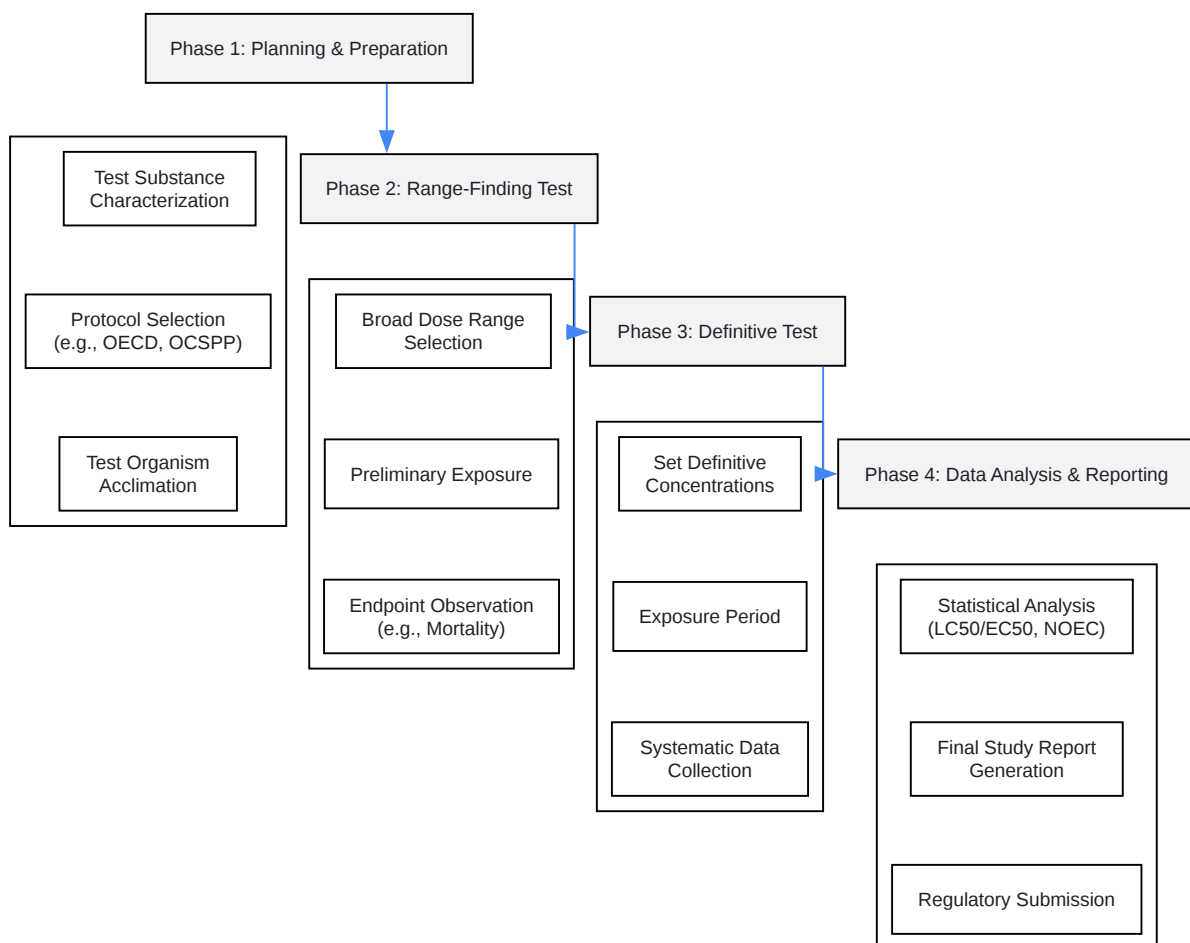 Phase 1: Planning & Preparation
Test Substance
Characterization
Protocol Selection
(e.g., OECD, OCSPP)
Test Organism
Acclimation
Phase 2: Range-Finding Test
Broad Dose Range
Selection
Preliminary Exposure
Endpoint Observation
(e.g., Mortality)
Phase 3: Definitive Test
Set Definitive
Concentrations
Exposure Period
Systematic Data
Collection
Phase 4: Data Analysis & Reporting
Statistical Analysis
(LC50/EC50, NOEC)
Final Study Report
Generation
Regulatory Submission